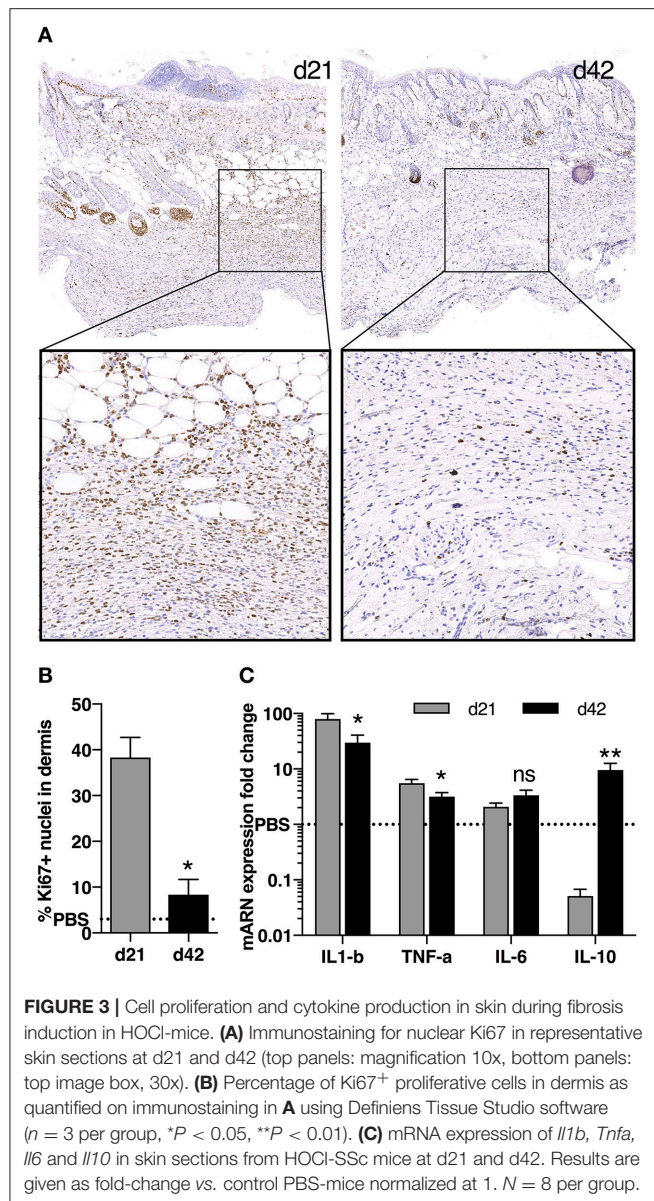 A
d21
d42
B
% Ki67+ nuclei in dermis
50
40
30
20
10
0
PBS
*
d21
d42
C
mARN expression fold change
d21
d42
100
10
PBS
0.1
0.01
*
*
ns
**
IL1-b
TNF-a
IL-6
IL-10
FIGURE 3 | Cell proliferation and cytokine production in skin during fibrosis
induction in HOCl-mice. (A) Immunostaining for nuclear Ki67 in representative
skin sections at d21 and d42 (top panels: magnification 10x, bottom panels:
top image box, 30x). (B) Percentage of Ki67+ proliferative cells in dermis as
quantified on immunostaining in A using Definiens Tissue Studio software
(n = 3 per group, *P < 0.05, **P < 0.01). (C) mRNA expression of Il1b, Tnfa,
Il6 and Il10 in skin sections from HOCl-SSc mice at d21 and d42. Results are
given as fold-change vs. control PBS-mice normalized at 1. N = 8 per group.